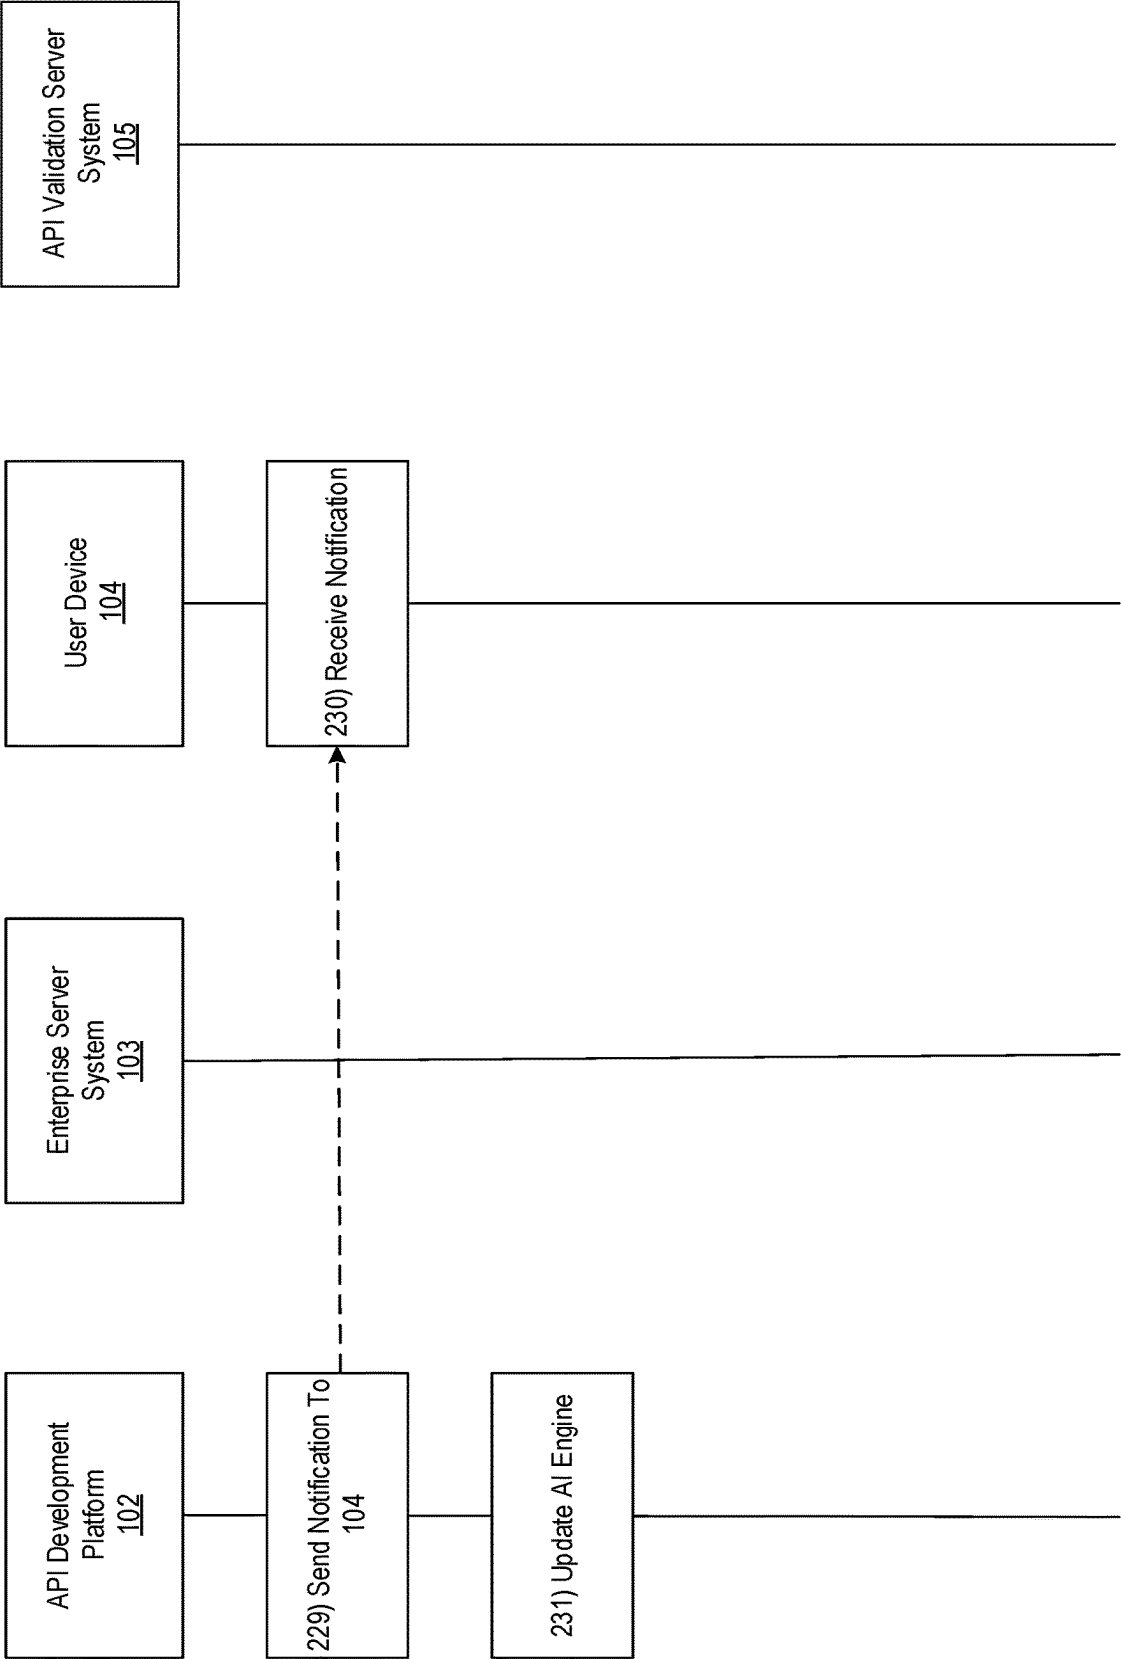 API Development
Platform
102
Enterprise Server
System
103
User Device
104
API Validation Server
System
105
229) Send Notification To
104
230) Receive Notification
231) Update AI Engine